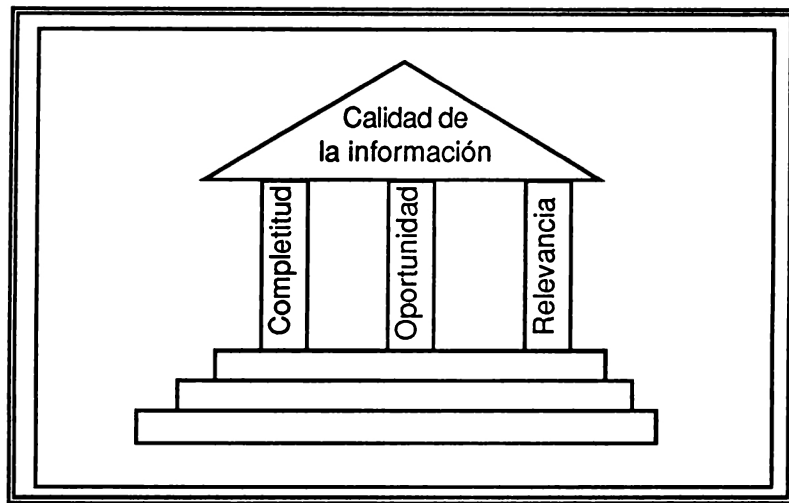 Calidad de
la información
Completitud
Oportunidad
Relevancia